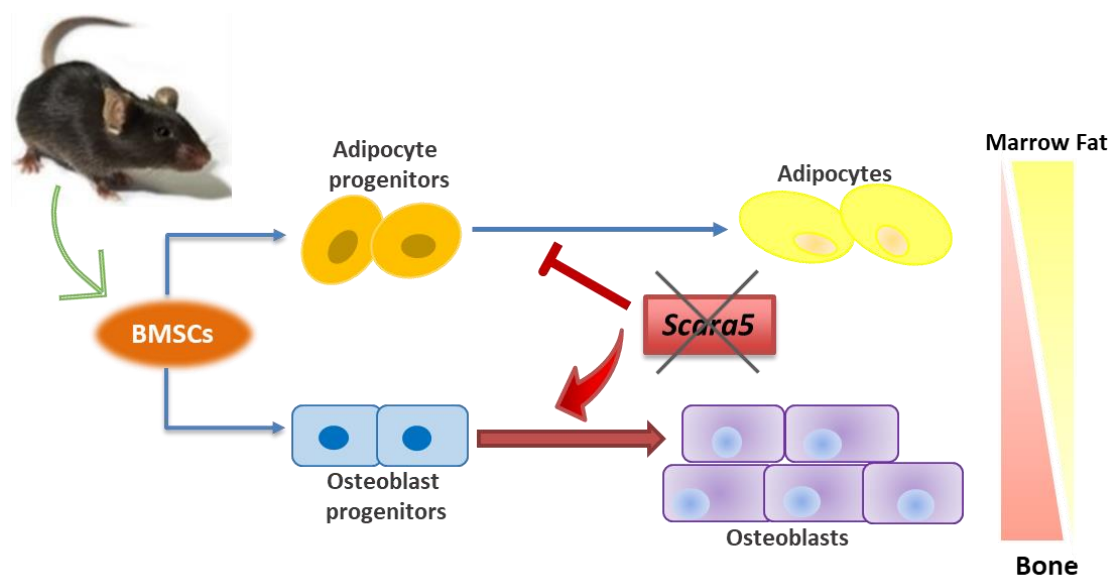 Marrow Fat
Adipocyte
progenitors
Adipocytes
BMSCs
Scara5
Osteoblast
progenitors
Osteoblasts
Bone